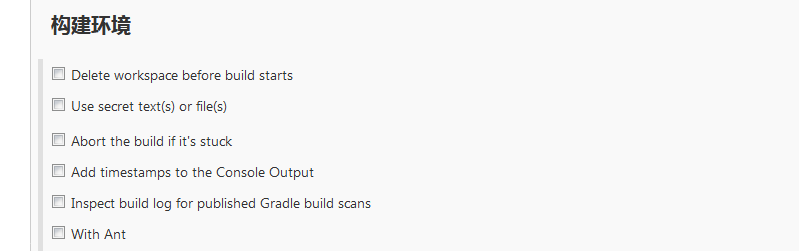 构建环境
Delete workspace before build starts
Use secret text(s) or file(s)
Abort the build if it's stuck
Add timestamps to the Console Output
Inspect build log for published Gradle build scans
With Ant